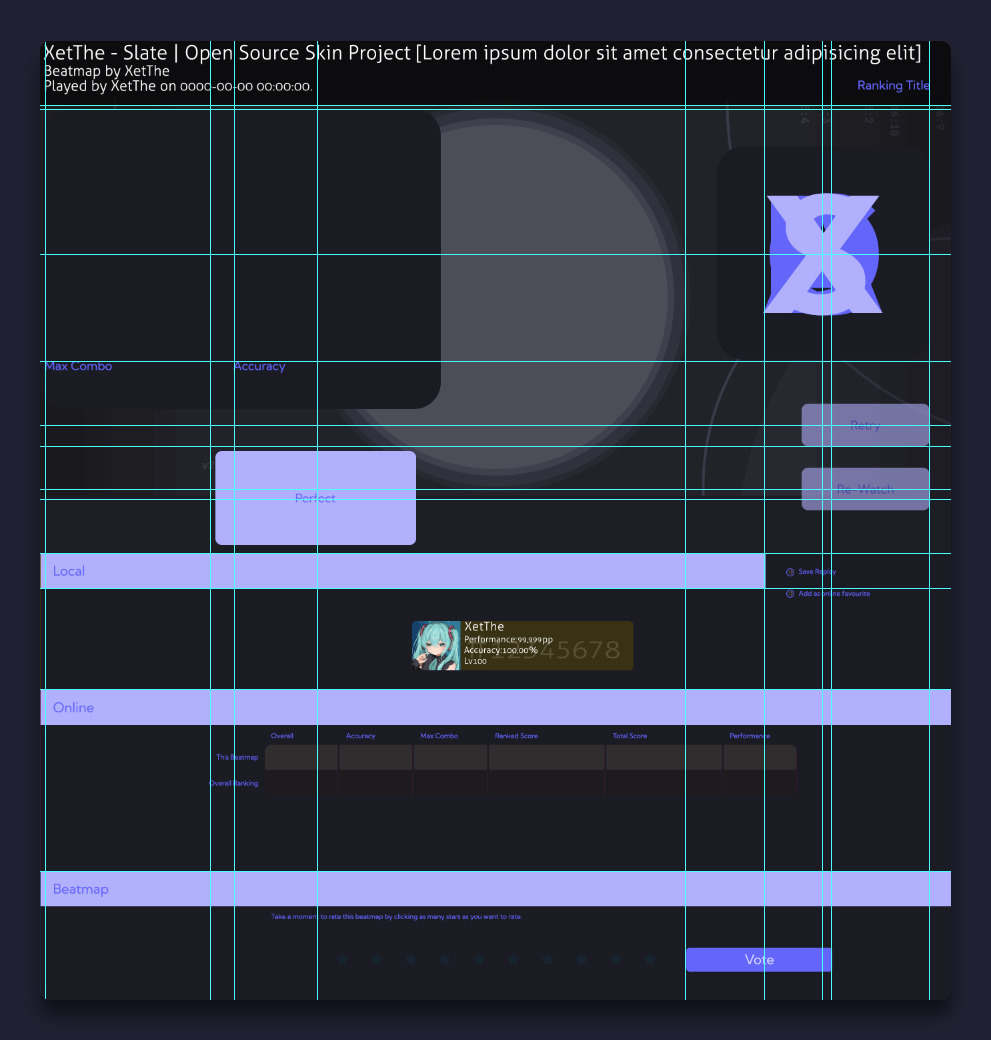 XetThe - Slate | Open Source Skin Project [Lorem ipsum dolor sit amet consectetur adipisicing elit]
Beatmap by XetThe
Played by XetThe on 0000-00-00 00:00:00.
Ranking Title
Max Combo
Accuracy
Retry
Perfect
Re-Watch
Local
Save Replay
Add as online favourite
XetThe
Performance:99,999pp
Accuracy:100.00%
Lv100
12345678
Online
Overall
Accuracy
Max Combo
Ranked Score
Total Score
Performance
This Beatmap
Overall Ranking
Beatmap
Take a moment to rate this beatmap by clicking as many stars as you want to rate.
Vote